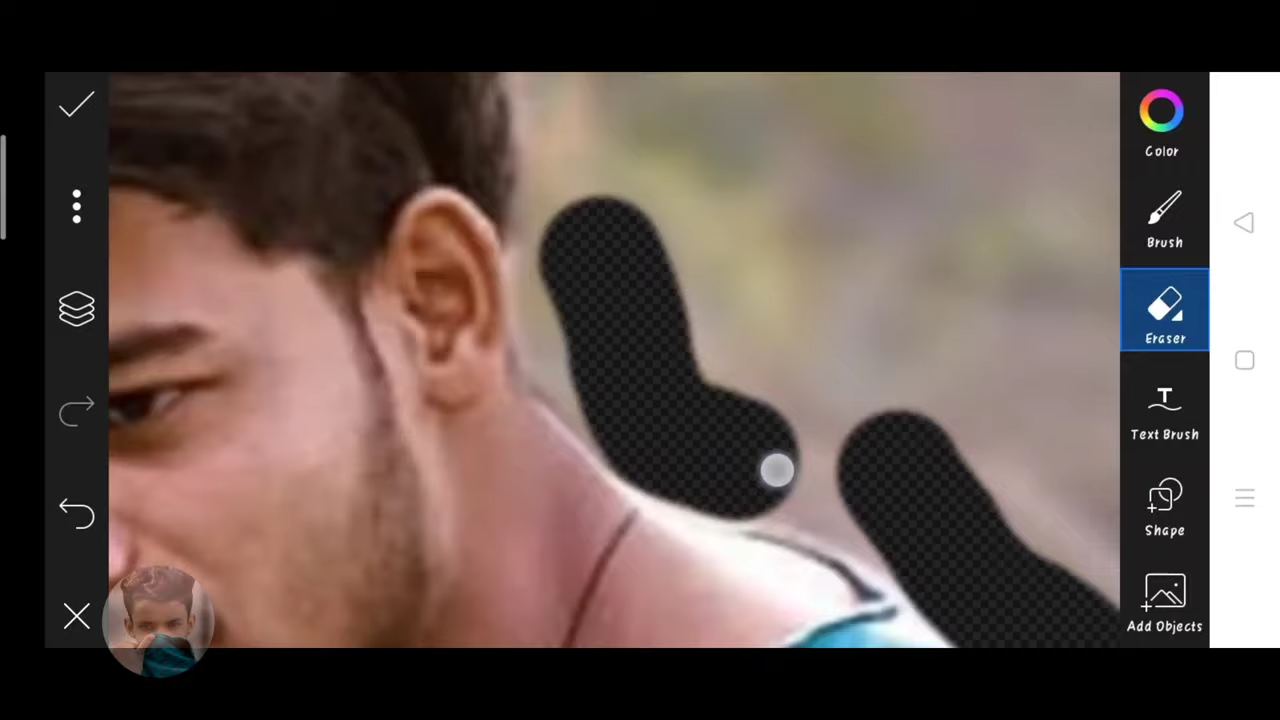 Color
Brush
Eraser
Text Brush
Shape
Add Objects